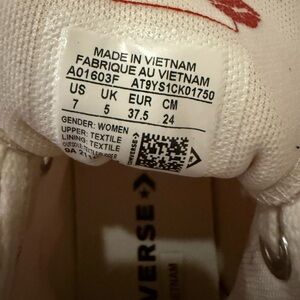 MADE IN VIETNAM
FABRIQUE AU VIETNAM
A01603F AT9YS1CK01750
US UK EUR CM
7 5 37.5 24
GENDER: WOMEN
UPPER: TEXTILE
LINING: TEXTILE
CONVERSE
VERSE